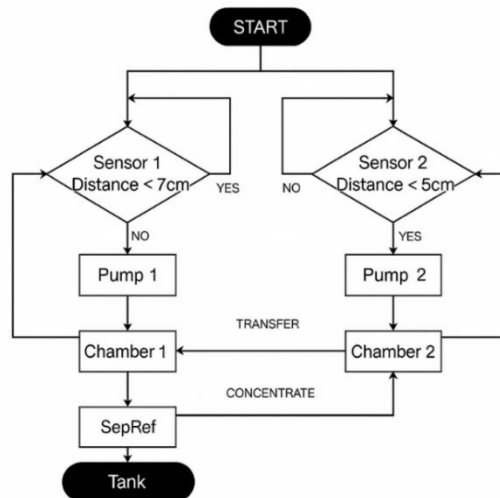 START
Sensor 1
Distance < 7cm
YES
NO
Sensor 2
Distance < 5cm
NO
YES
Pump 1
Pump 2
TRANSFER
Chamber 1
Chamber 2
CONCENTRATE
SepRef
Tank